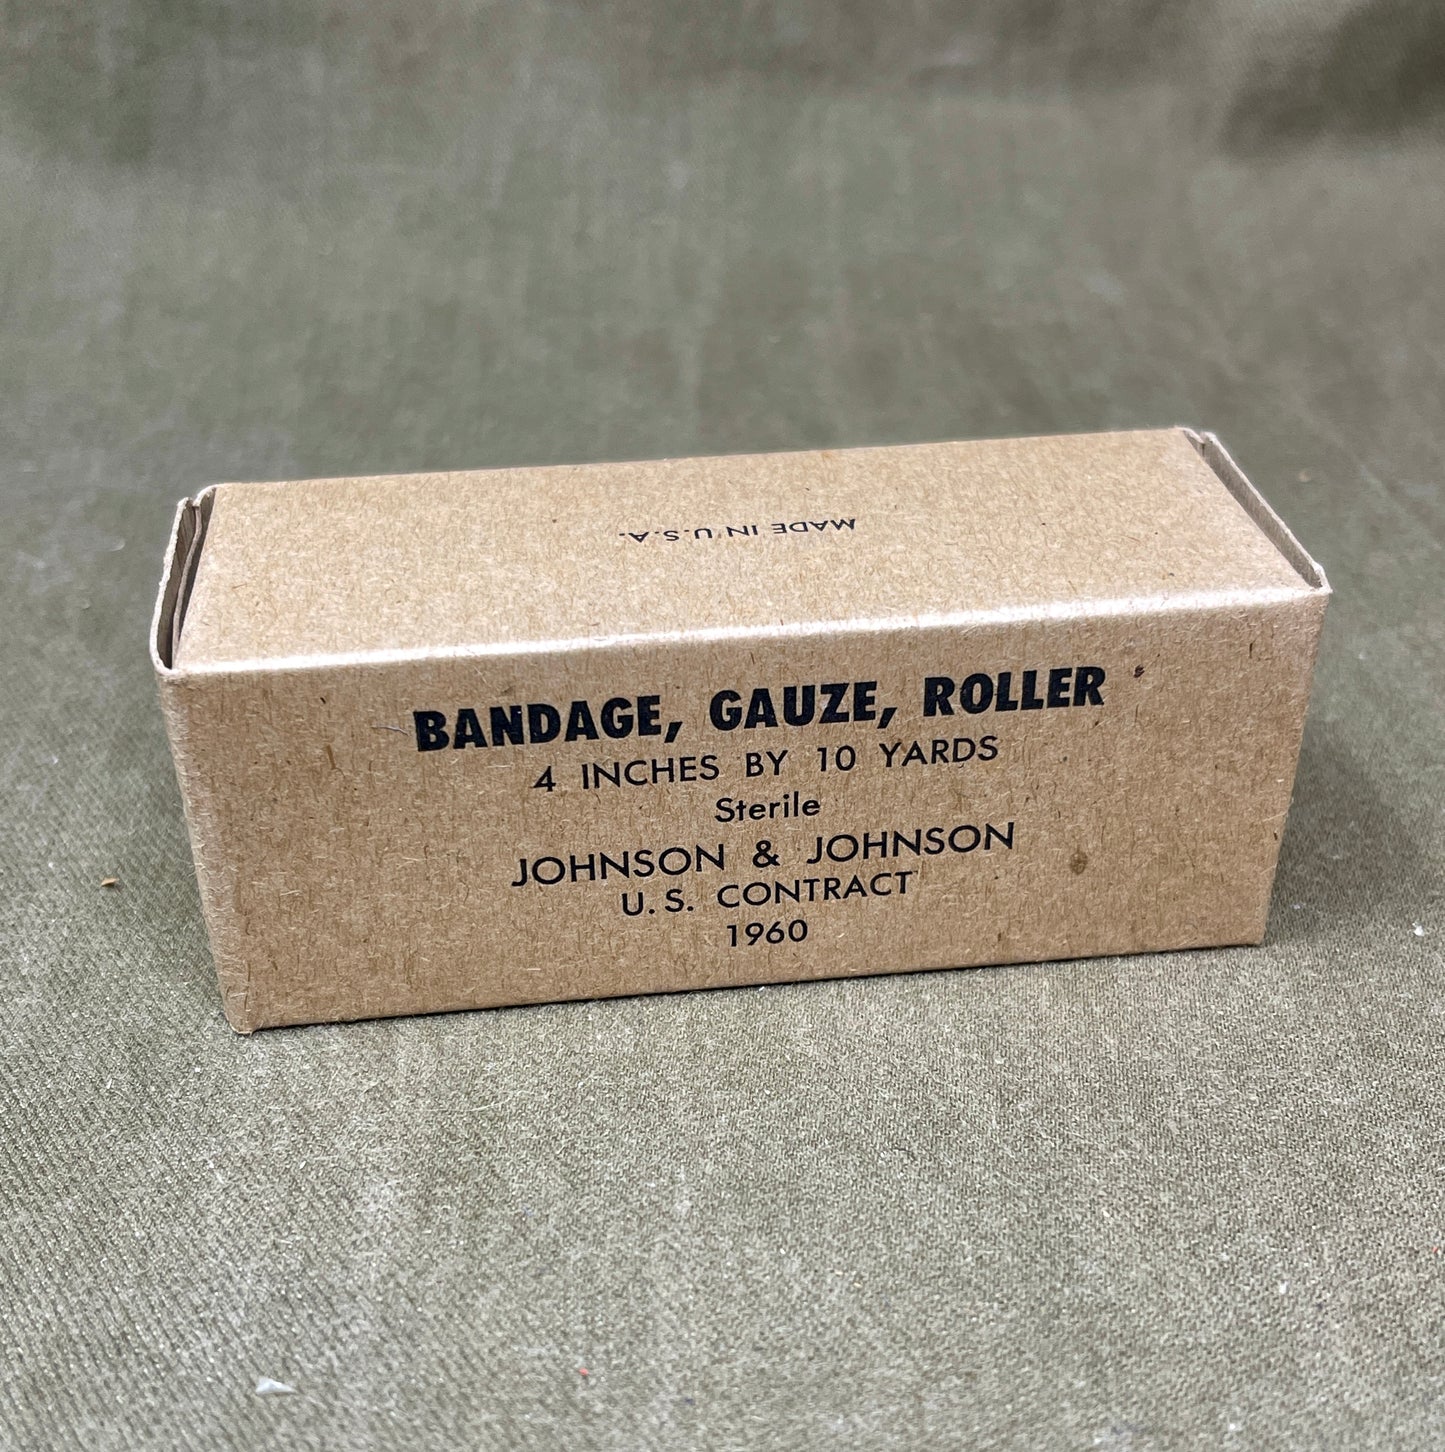 MADE IN U.S.A.
BANDAGE, GAUZE, ROLLER
4 INCHES BY 10 YARDS
Sterile
JOHNSON & JOHNSON
U.S. CONTRACT
1960